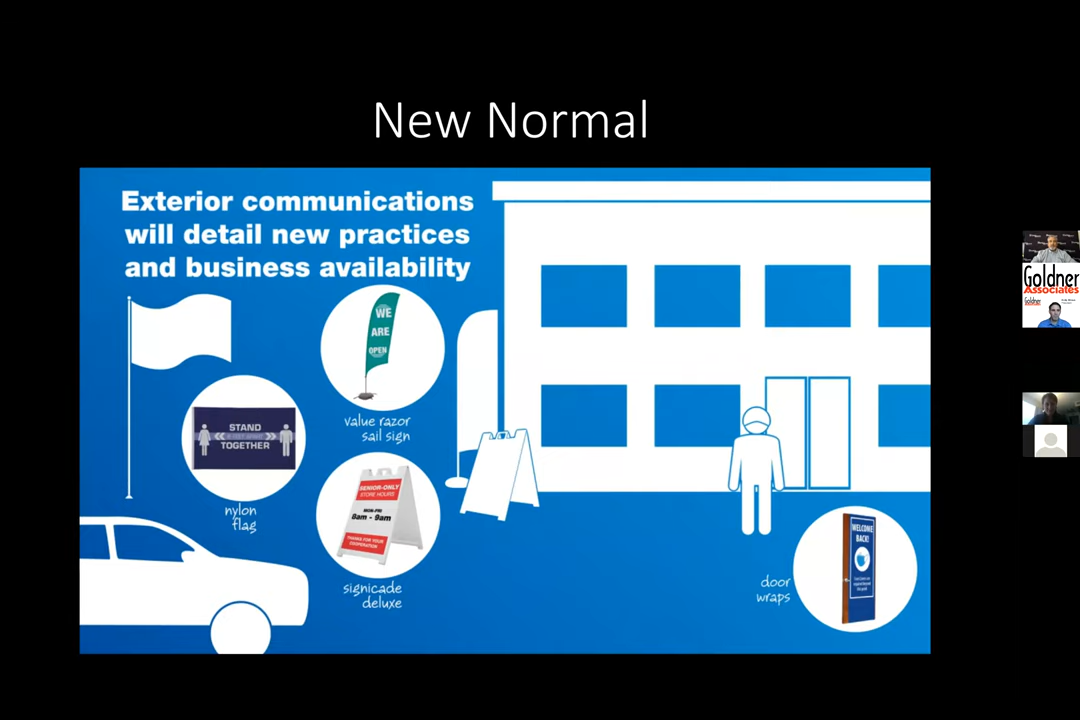 New Normal
Exterior communications
will detail new practices
and business availability
WE
ARE
OPEN
value razor
sail sign
STAND
TOGETHER
nylon
flag
SENIOR-ONLY
STORE HOURS
MON-FRI
8am - 9am
THANKS FOR YOUR
COOPERATION
signicade
deluxe
WELCOME
BACK!
door
wraps
Goldner
Associates
Goldner